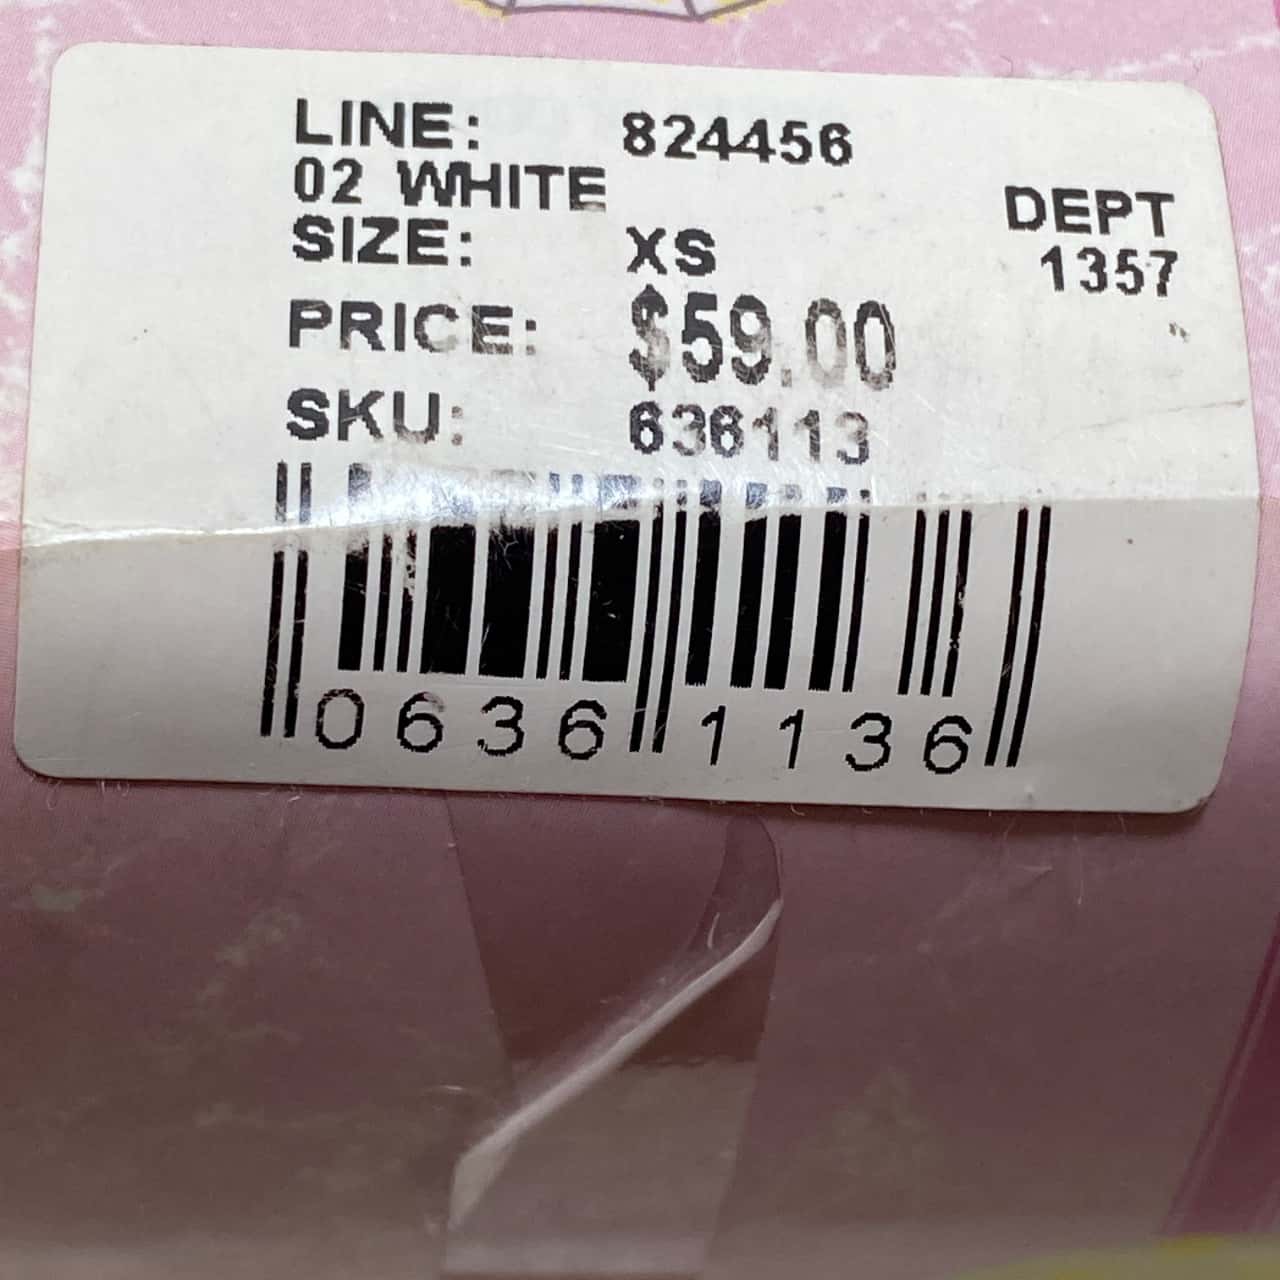 LINE: 824456
02 WHITE
DEPT
SIZE: XS
1357
PRICE: $59.00
SKU: 636113
0636 1136